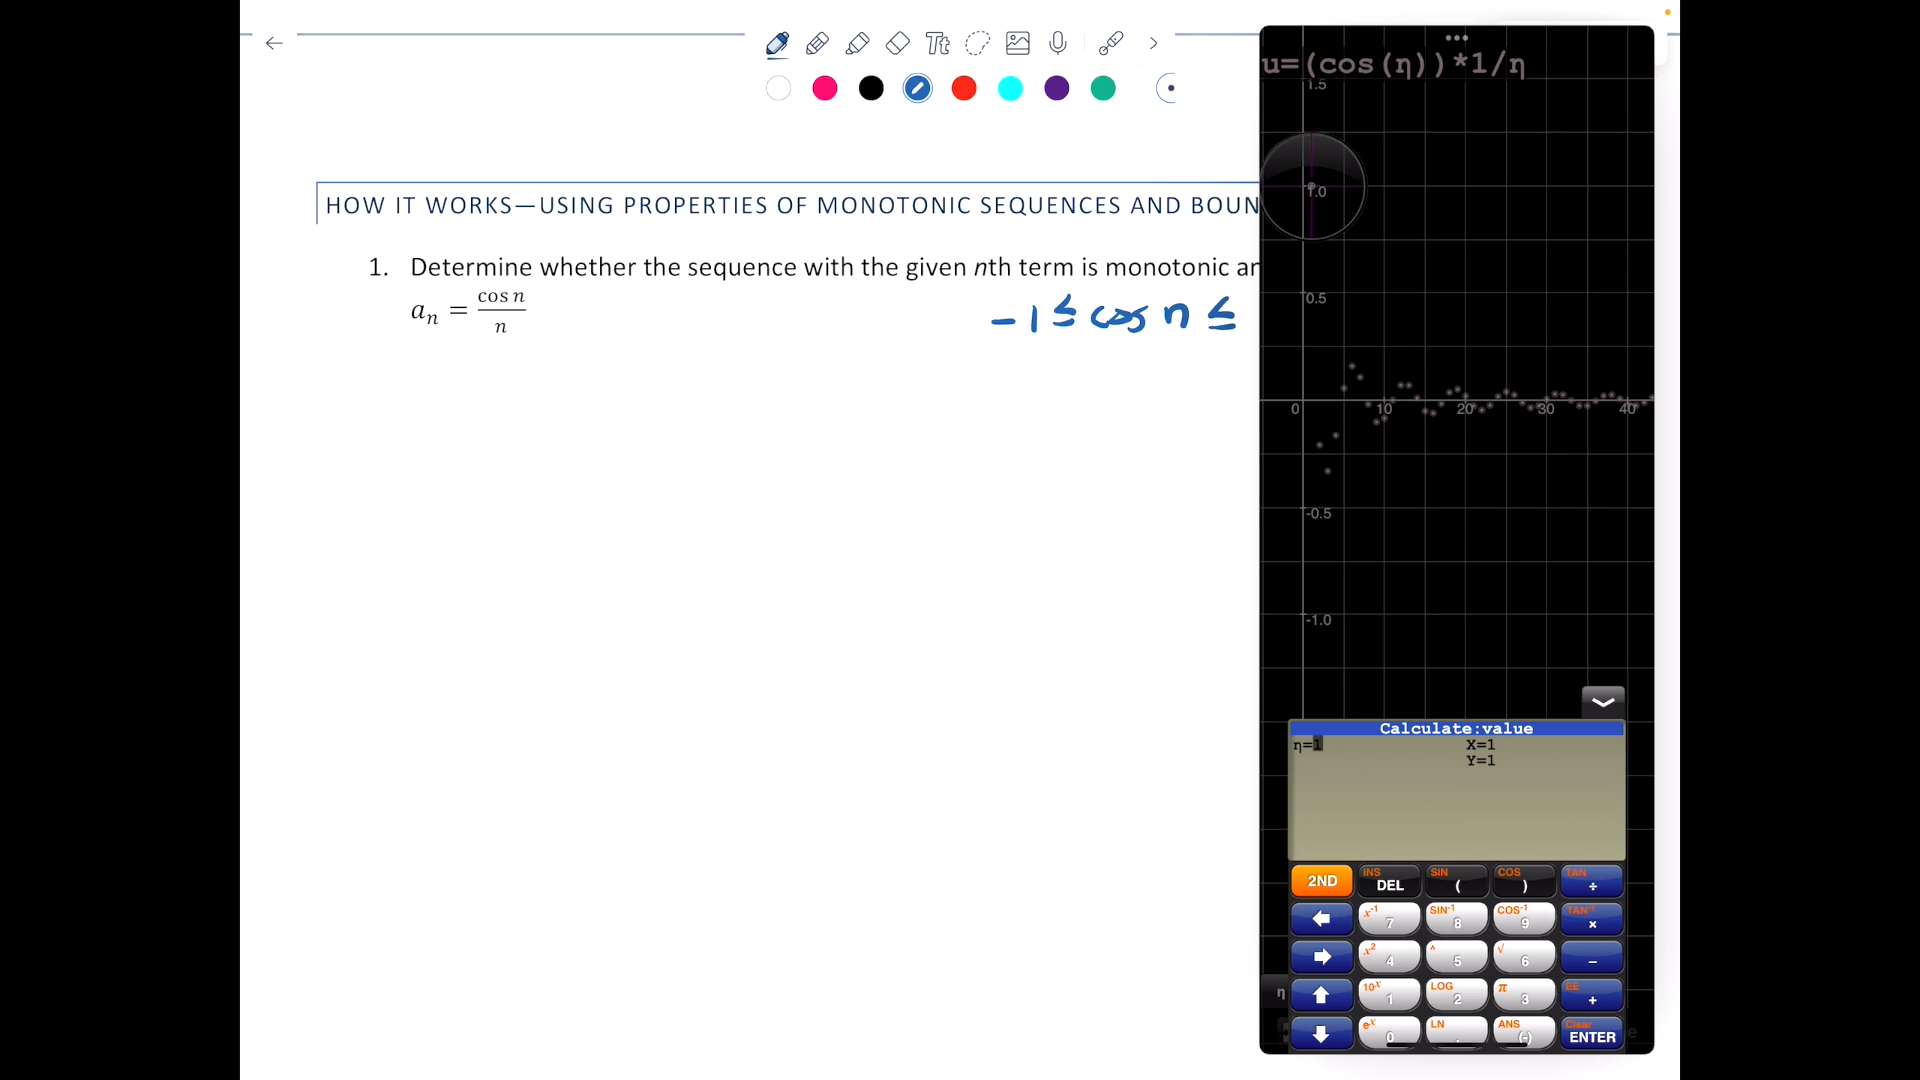 u=(cos(η))*1/η
1.5
1.0
0.5
0 10 20 30 40
-0.5
-1.0
HOW IT WORKS—USING PROPERTIES OF MONOTONIC SEQUENCES AND BOUN
1. Determine whether the sequence with the given nth term is monotonic an
aₙ = cos n / n
-1 ≤ cos n ≤
Tt
Calculate:value
η=1 X=1
Y=1
2ND INS DEL SIN ( COS ) TAN ÷
x⁻¹ 7 SIN⁻¹ 8 COS⁻¹ 9 TAN⁻¹ ×
x² 4 ^ 5 √ 6 −
10ˣ 1 LOG 2 π 3 EE +
eˣ 0 LN . ANS (-) Clear ENTER
η